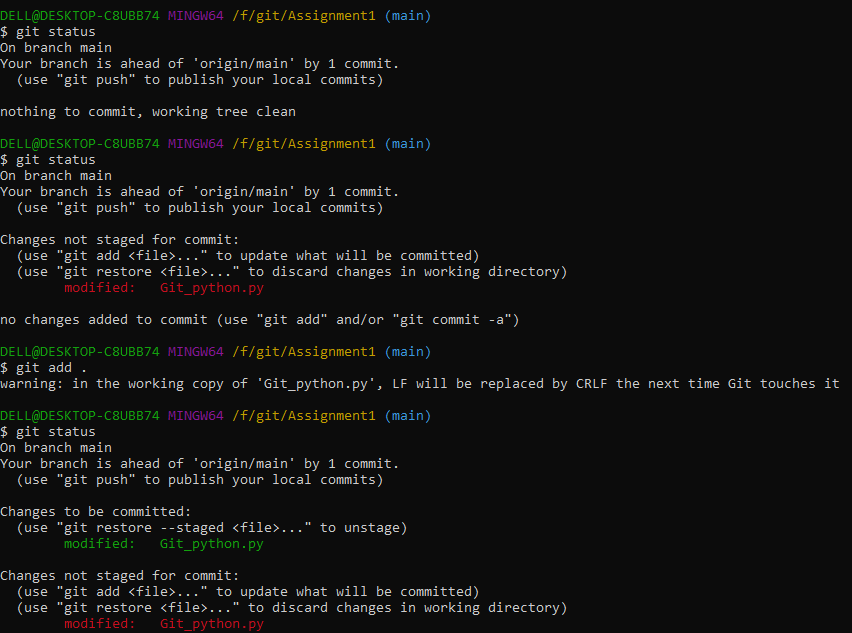 DELL@DESKTOP-C8UBB74 MINGW64 /f/git/Assignment1 (main)
$ git status
On branch main
Your branch is ahead of 'origin/main' by 1 commit.
  (use "git push" to publish your local commits)

nothing to commit, working tree clean

DELL@DESKTOP-C8UBB74 MINGW64 /f/git/Assignment1 (main)
$ git status
On branch main
Your branch is ahead of 'origin/main' by 1 commit.
  (use "git push" to publish your local commits)

Changes not staged for commit:
  (use "git add <file>..." to update what will be committed)
  (use "git restore <file>..." to discard changes in working directory)
        modified:   Git_python.py

no changes added to commit (use "git add" and/or "git commit -a")

DELL@DESKTOP-C8UBB74 MINGW64 /f/git/Assignment1 (main)
$ git add .
warning: in the working copy of 'Git_python.py', LF will be replaced by CRLF the next time Git touches it

DELL@DESKTOP-C8UBB74 MINGW64 /f/git/Assignment1 (main)
$ git status
On branch main
Your branch is ahead of 'origin/main' by 1 commit.
  (use "git push" to publish your local commits)

Changes to be committed:
  (use "git restore --staged <file>..." to unstage)
        modified:   Git_python.py

Changes not staged for commit:
  (use "git add <file>..." to update what will be committed)
  (use "git restore <file>..." to discard changes in working directory)
        modified:   Git_python.py